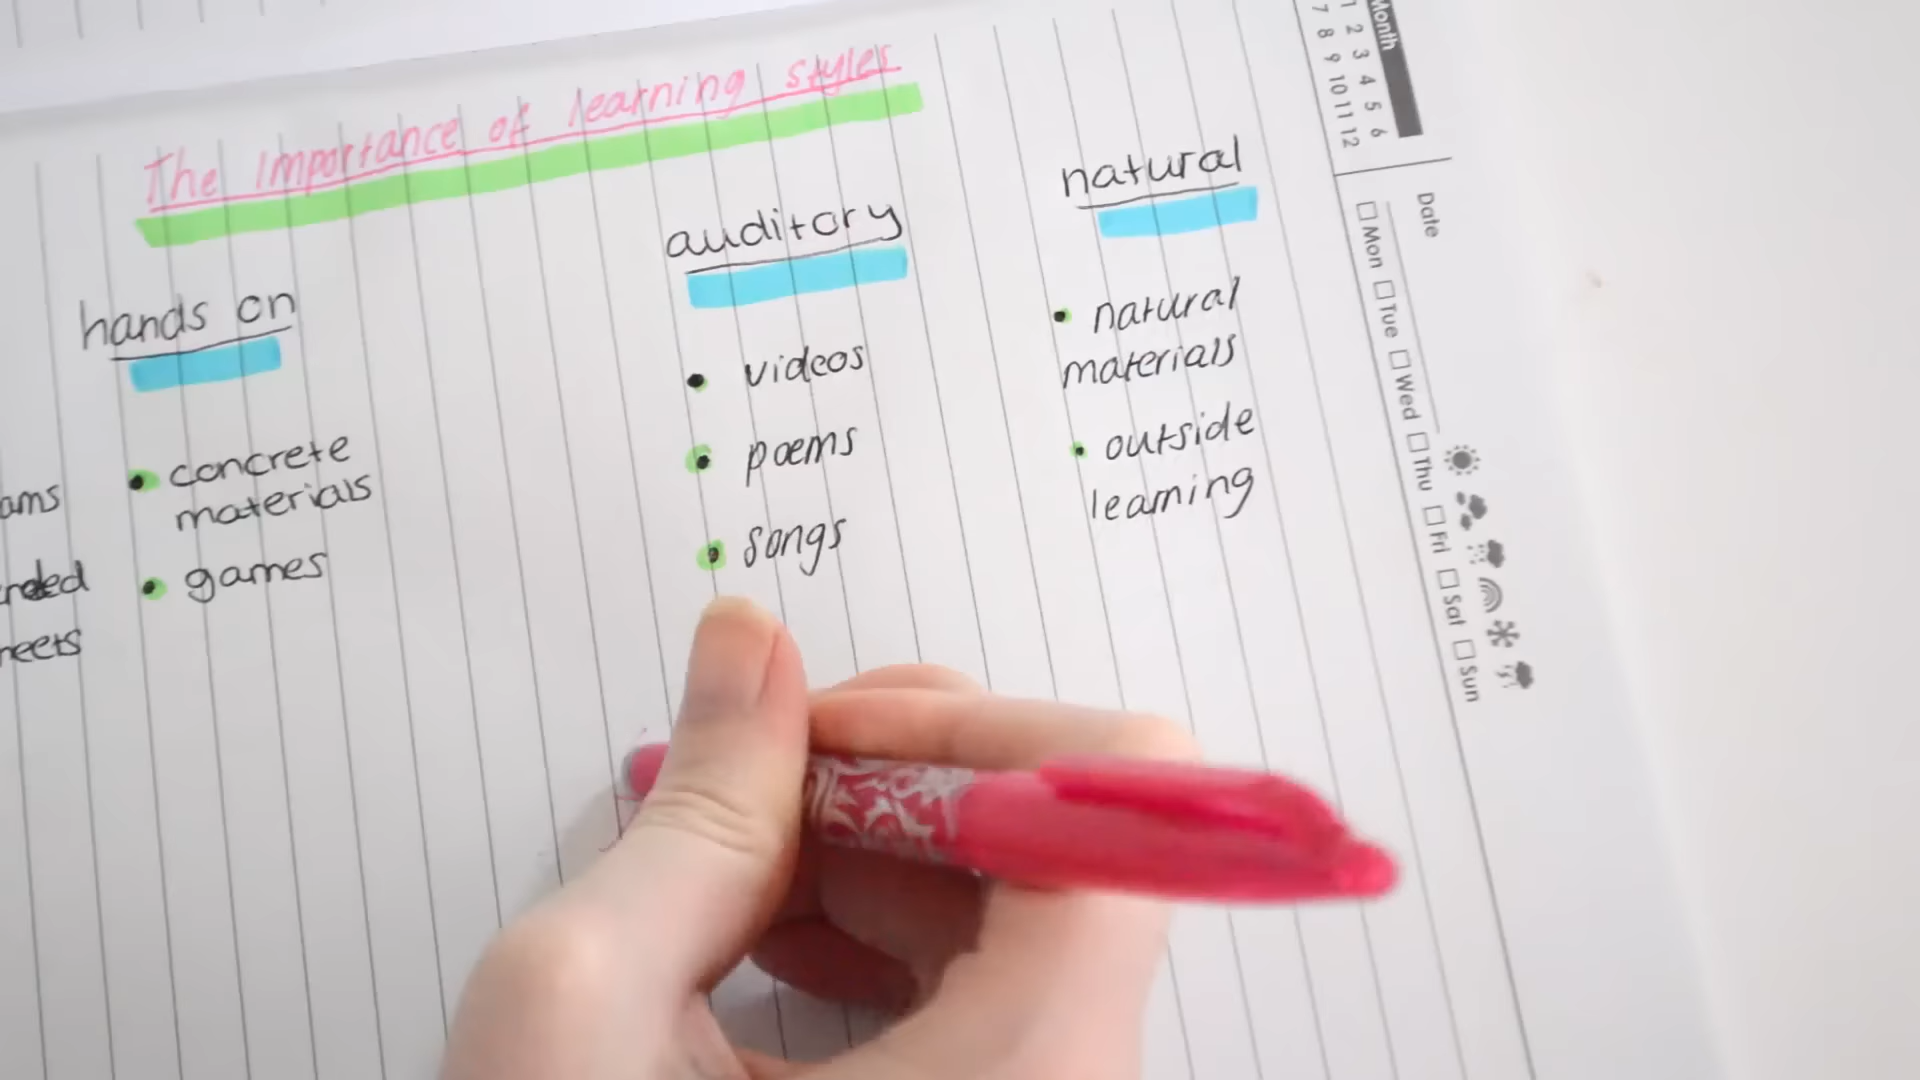 The importance of learning styles
ams
hands on
• concrete
materials
• games
auditory
• videos
• poems
• songs
natural
• natural
materials
• outside
learning
Month
1 2 3 4 5 6
7 8 9 10 11 12
Date
□Mon □Tue □Wed □Thu □Fri □Sat □Sun